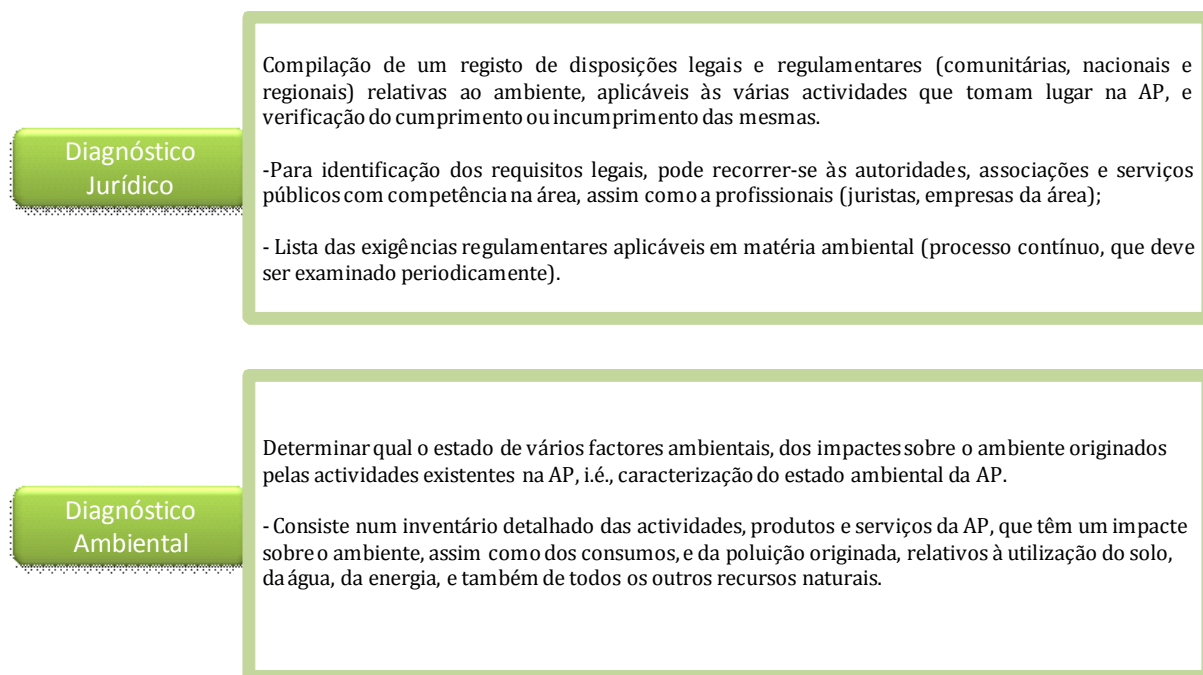 Diagnóstico
Jurídico
Compilação de um registo de disposições legais e regulamentares (comunitárias, nacionais e
regionais) relativas ao ambiente, aplicáveis às várias actividades que tomam lugar na AP, e
verificação do cumprimento ou incumprimento das mesmas.
-Para identificação dos requisitos legais, pode recorrer-se às autoridades, associações e serviços
públicos com competência na área, assim como a profissionais (juristas, empresas da área);
- Lista das exigências regulamentares aplicáveis em matéria ambiental (processo contínuo, que deve
ser examinado periodicamente).
Diagnóstico
Ambiental
Determinar qual o estado de vários factores ambientais, dos impactes sobre o ambiente originados
pelas actividades existentes na AP, i.é., caracterização do estado ambiental da AP.
- Consiste num inventário detalhado das actividades, produtos e serviços da AP, que têm um impacte
sobre o ambiente, assim como dos consumos, e da poluição originada, relativos à utilização do solo,
da água, da energia, e também de todos os outros recursos naturais.